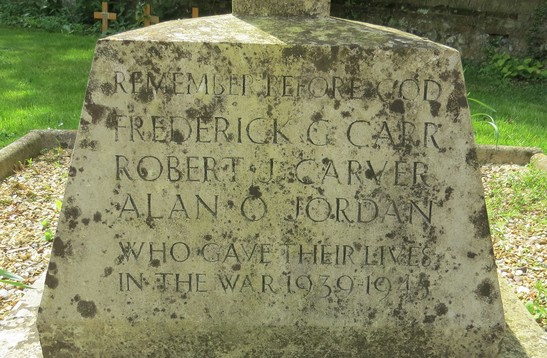 REMEMBER BEFORE GOD
FREDERICK G CARR
ROBERT J CARVER
ALAN O JORDAN
WHO GAVE THEIR LIVES
IN THE WAR 1939-1945